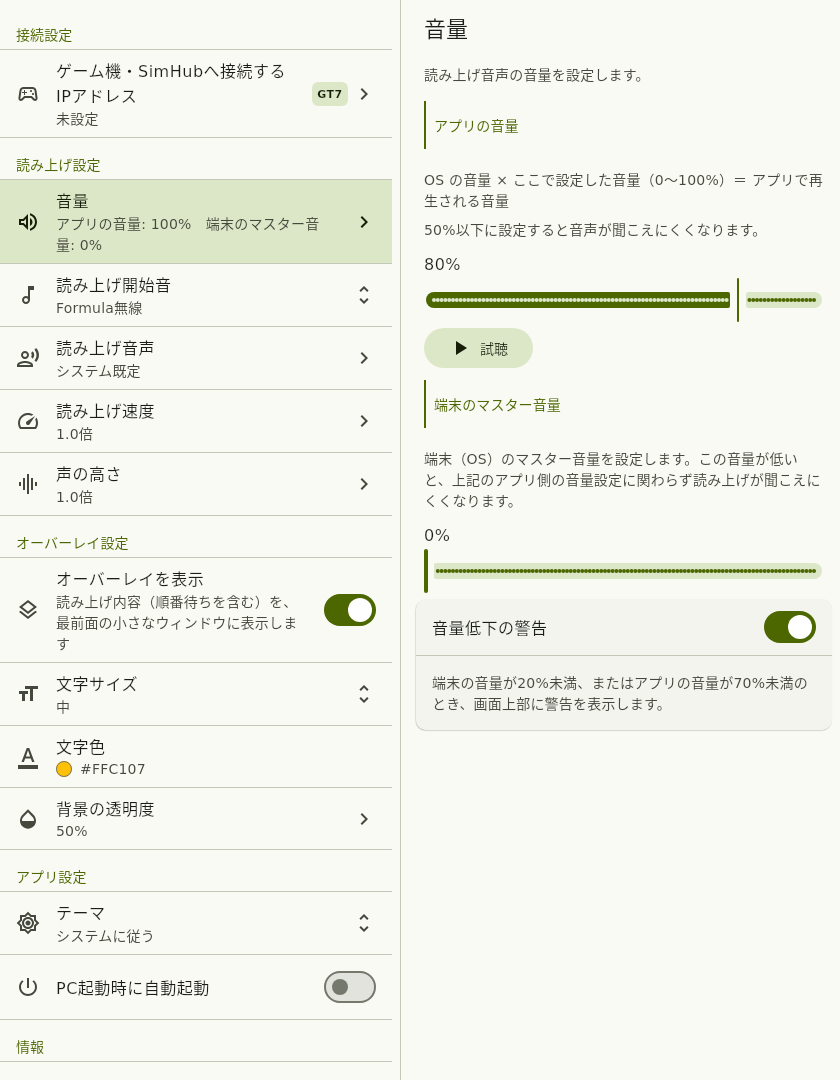 接続設定
ゲーム機・SimHubへ接続する
IPアドレス
未設定
GT7
読み上げ設定
音量
アプリの音量: 100%　端末のマスター音
量: 0%
読み上げ開始音
Formula無線
読み上げ音声
システム既定
読み上げ速度
1.0倍
声の高さ
1.0倍
オーバーレイ設定
オーバーレイを表示
読み上げ内容（順番待ちを含む）を、
最前面の小さなウィンドウに表示しま
す
文字サイズ
中
文字色
#FFC107
背景の透明度
50%
アプリ設定
テーマ
システムに従う
PC起動時に自動起動
情報
音量
読み上げ音声の音量を設定します。
アプリの音量
OS の音量 × ここで設定した音量（0〜100%）＝ アプリで再
生される音量
50%以下に設定すると音声が聞こえにくくなります。
80%
試聴
端末のマスター音量
端末（OS）のマスター音量を設定します。この音量が低い
と、上記のアプリ側の音量設定に関わらず読み上げが聞こえに
くくなります。
0%
音量低下の警告
端末の音量が20%未満、またはアプリの音量が70%未満の
とき、画面上部に警告を表示します。